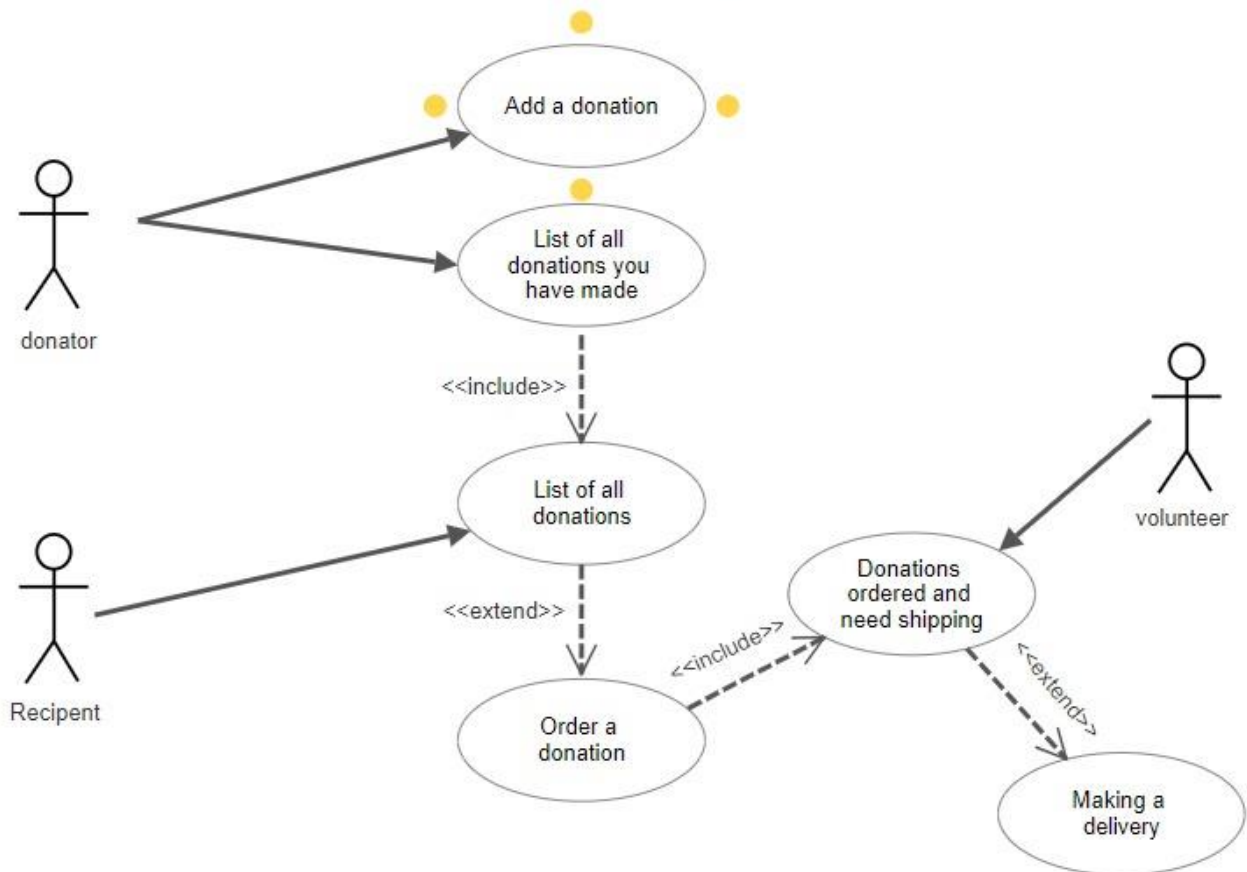 Add a donation
List of all
donations you
have made
donator
<<include>>
List of all
donations
volunteer
Donations
ordered and
need shipping
<<extend>>
<<include>>
<<extend>>
Recipent
Order a
donation
Making a
delivery